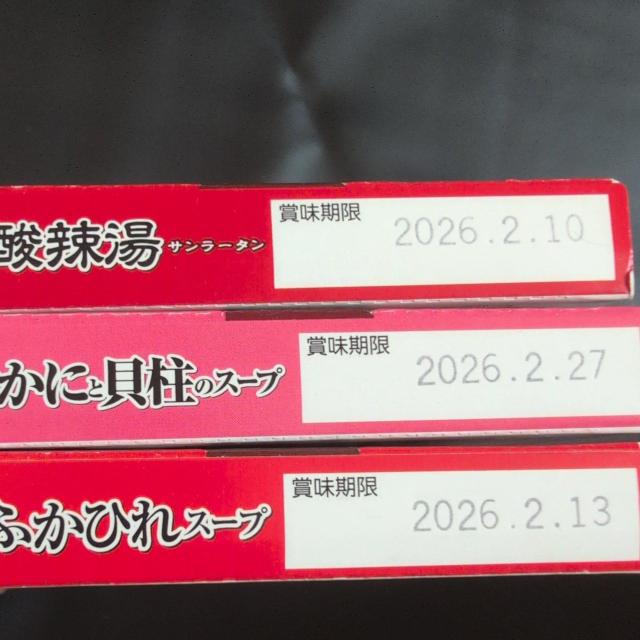 酸辣湯 サンラータン 賞味期限 2026.2.10
かにと貝柱のスープ 賞味期限 2026.2.27
ふかひれスープ 賞味期限 2026.2.13